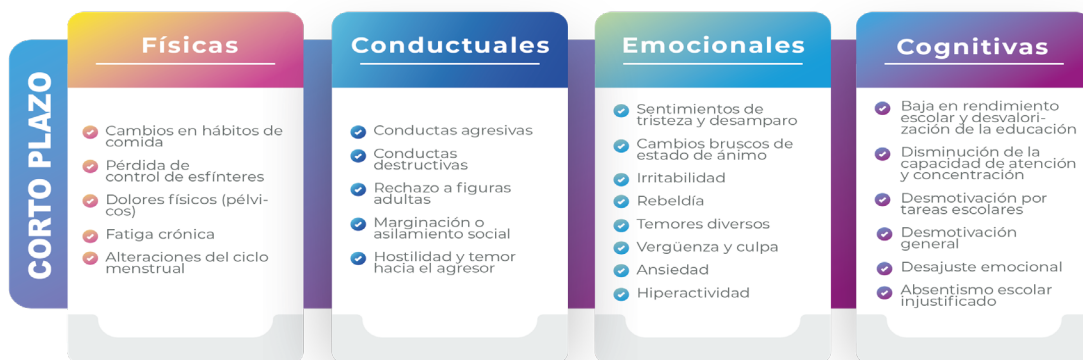 CORTO PLAZO
Físicas
Cambios en hábitos de
comida
Pérdida de
control de esfínteres
Dolores físicos (pélvi-
cos)
Fatiga crónica
Alteraciones del ciclo
menstrual
Conductuales
Conductas agresivas
Conductas
destructivas
Rechazo a figuras
adultas
Marginación o
asilamiento social
Hostilidad y temor
hacia el agresor
Emocionales
Sentimientos de
tristeza y desamparo
Cambios bruscos de
estado de ánimo
Irritabilidad
Rebeldía
Temores diversos
Vergüenza y culpa
Ansiedad
Hiperactividad
Cognitivas
Baja en rendimiento
escolar y desvalori-
zación de la educación
Disminución de la
capacidad de atención
y concentración
Desmotivación por
tareas escolares
Desmotivación
general
Desajuste emocional
Absentismo escolar
injustificado